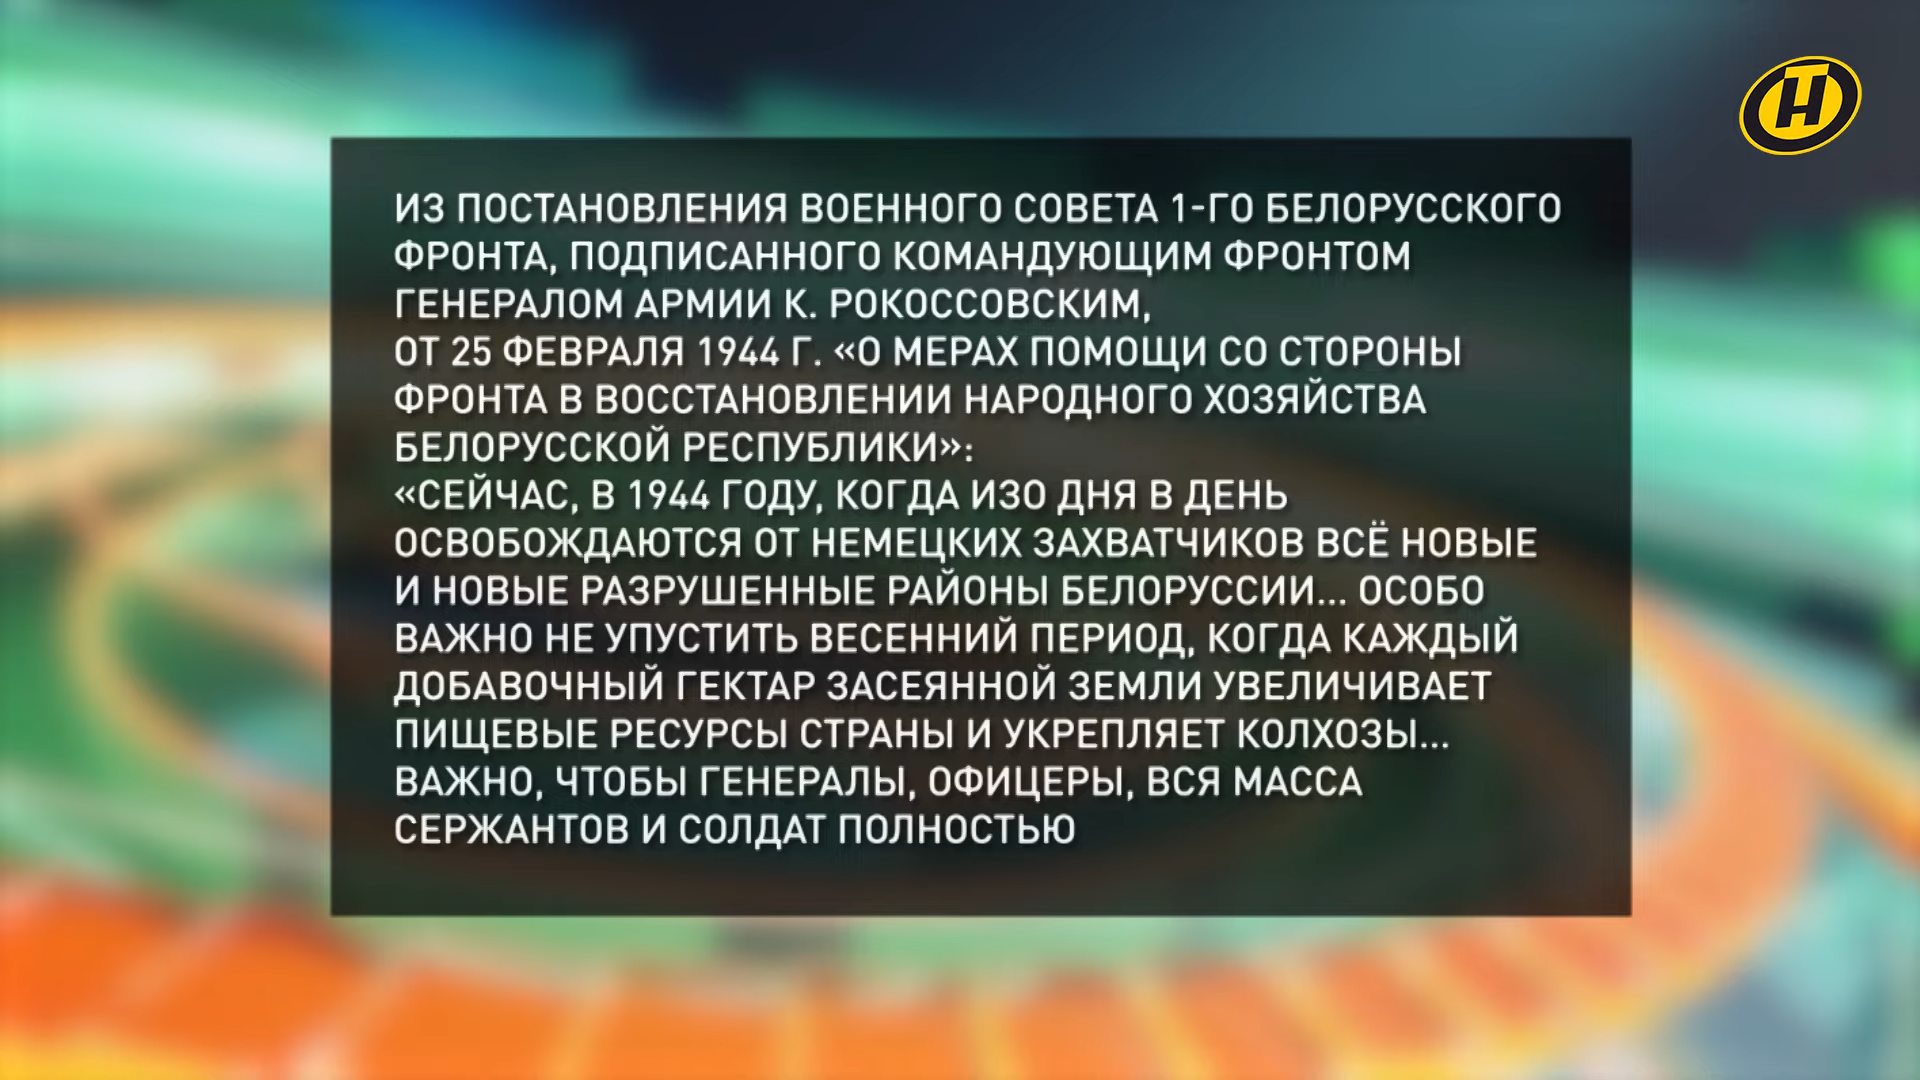 ИЗ ПОСТАНОВЛЕНИЯ ВОЕННОГО СОВЕТА 1-ГО БЕЛОРУССКОГО
ФРОНТА, ПОДПИСАННОГО КОМАНДУЮЩИМ ФРОНТОМ
ГЕНЕРАЛОМ АРМИИ К. РОКОССОВСКИМ,
ОТ 25 ФЕВРАЛЯ 1944 Г. «О МЕРАХ ПОМОЩИ СО СТОРОНЫ
ФРОНТА В ВОССТАНОВЛЕНИИ НАРОДНОГО ХОЗЯЙСТВА
БЕЛОРУССКОЙ РЕСПУБЛИКИ»:
«СЕЙЧАС, В 1944 ГОДУ, КОГДА ИЗО ДНЯ В ДЕНЬ
ОСВОБОЖДАЮТСЯ ОТ НЕМЕЦКИХ ЗАХВАТЧИКОВ ВСЁ НОВЫЕ
И НОВЫЕ РАЗРУШЕННЫЕ РАЙОНЫ БЕЛОРУССИИ... ОСОБО
ВАЖНО НЕ УПУСТИТЬ ВЕСЕННИЙ ПЕРИОД, КОГДА КАЖДЫЙ
ДОБАВОЧНЫЙ ГЕКТАР ЗАСЕЯННОЙ ЗЕМЛИ УВЕЛИЧИВАЕТ
ПИЩЕВЫЕ РЕСУРСЫ СТРАНЫ И УКРЕПЛЯЕТ КОЛХОЗЫ...
ВАЖНО, ЧТОБЫ ГЕНЕРАЛЫ, ОФИЦЕРЫ, ВСЯ МАССА
СЕРЖАНТОВ И СОЛДАТ ПОЛНОСТЬЮ
ТН